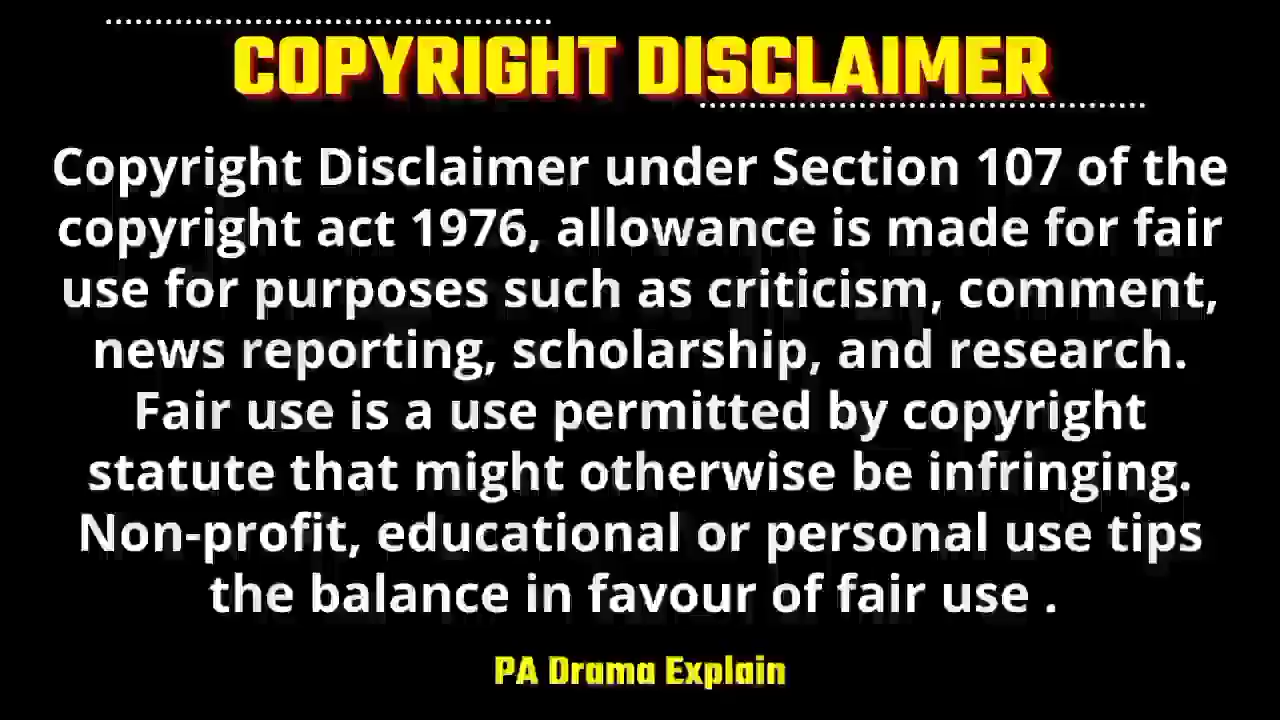 COPYRIGHT DISCLAIMER
Copyright Disclaimer under Section 107 of the
copyright act 1976, allowance is made for fair
use for purposes such as criticism, comment,
news reporting, scholarship, and research.
Fair use is a use permitted by copyright
statute that might otherwise be infringing.
Non-profit, educational or personal use tips
the balance in favour of fair use .
PA Drama Explain